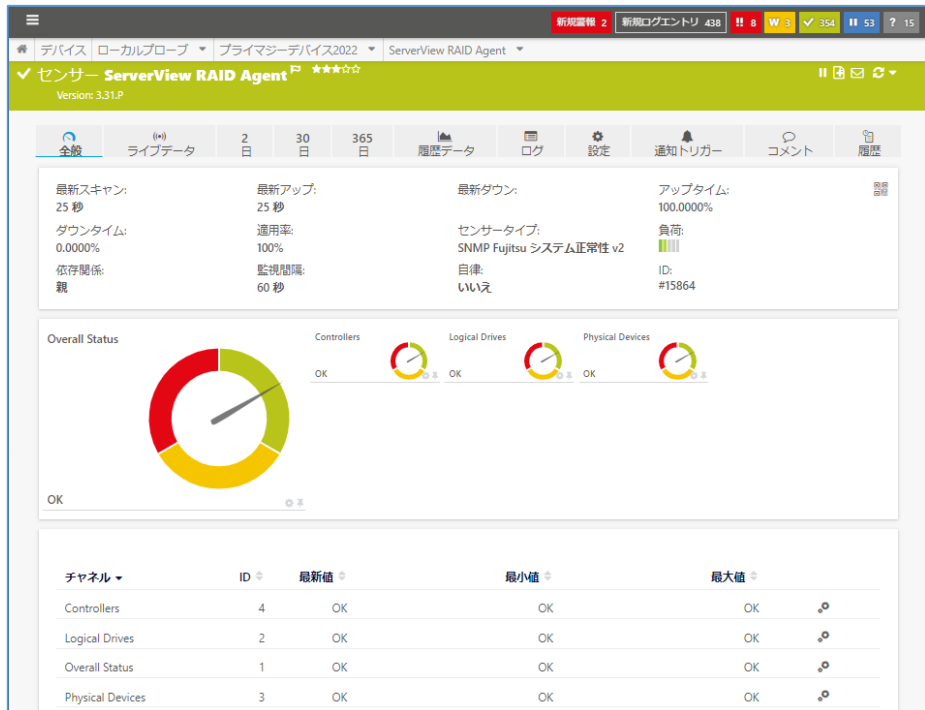 新規警報 2 新規ログエントリ 438 !! 8 W 3 354 53 ? 15
デバイス ローカルプローブ プライマジーデバイス2022 ServerView RAID Agent
センサー ServerView RAID Agent
Version: 3.31.P
全般 ライブデータ 2 日 30 日 365 日 履歴データ ログ 設定 通知トリガー コメント 履歴
最新スキャン: 最新アップ: 最新ダウン: アップタイム:
25 秒 25 秒 100.0000%
ダウンタイム: 適用率: センサータイプ: 負荷:
0.0000% 100% SNMP Fujitsu システム正常性 v2
依存関係: 監視間隔: 自律: ID:
親 60 秒 いいえ #15864
Overall Status Controllers Logical Drives Physical Devices
OK OK OK
OK
チャネル ID 最新値 最小値 最大値
Controllers 4 OK OK OK
Logical Drives 2 OK OK OK
Overall Status 1 OK OK OK
Physical Devices 3 OK OK OK